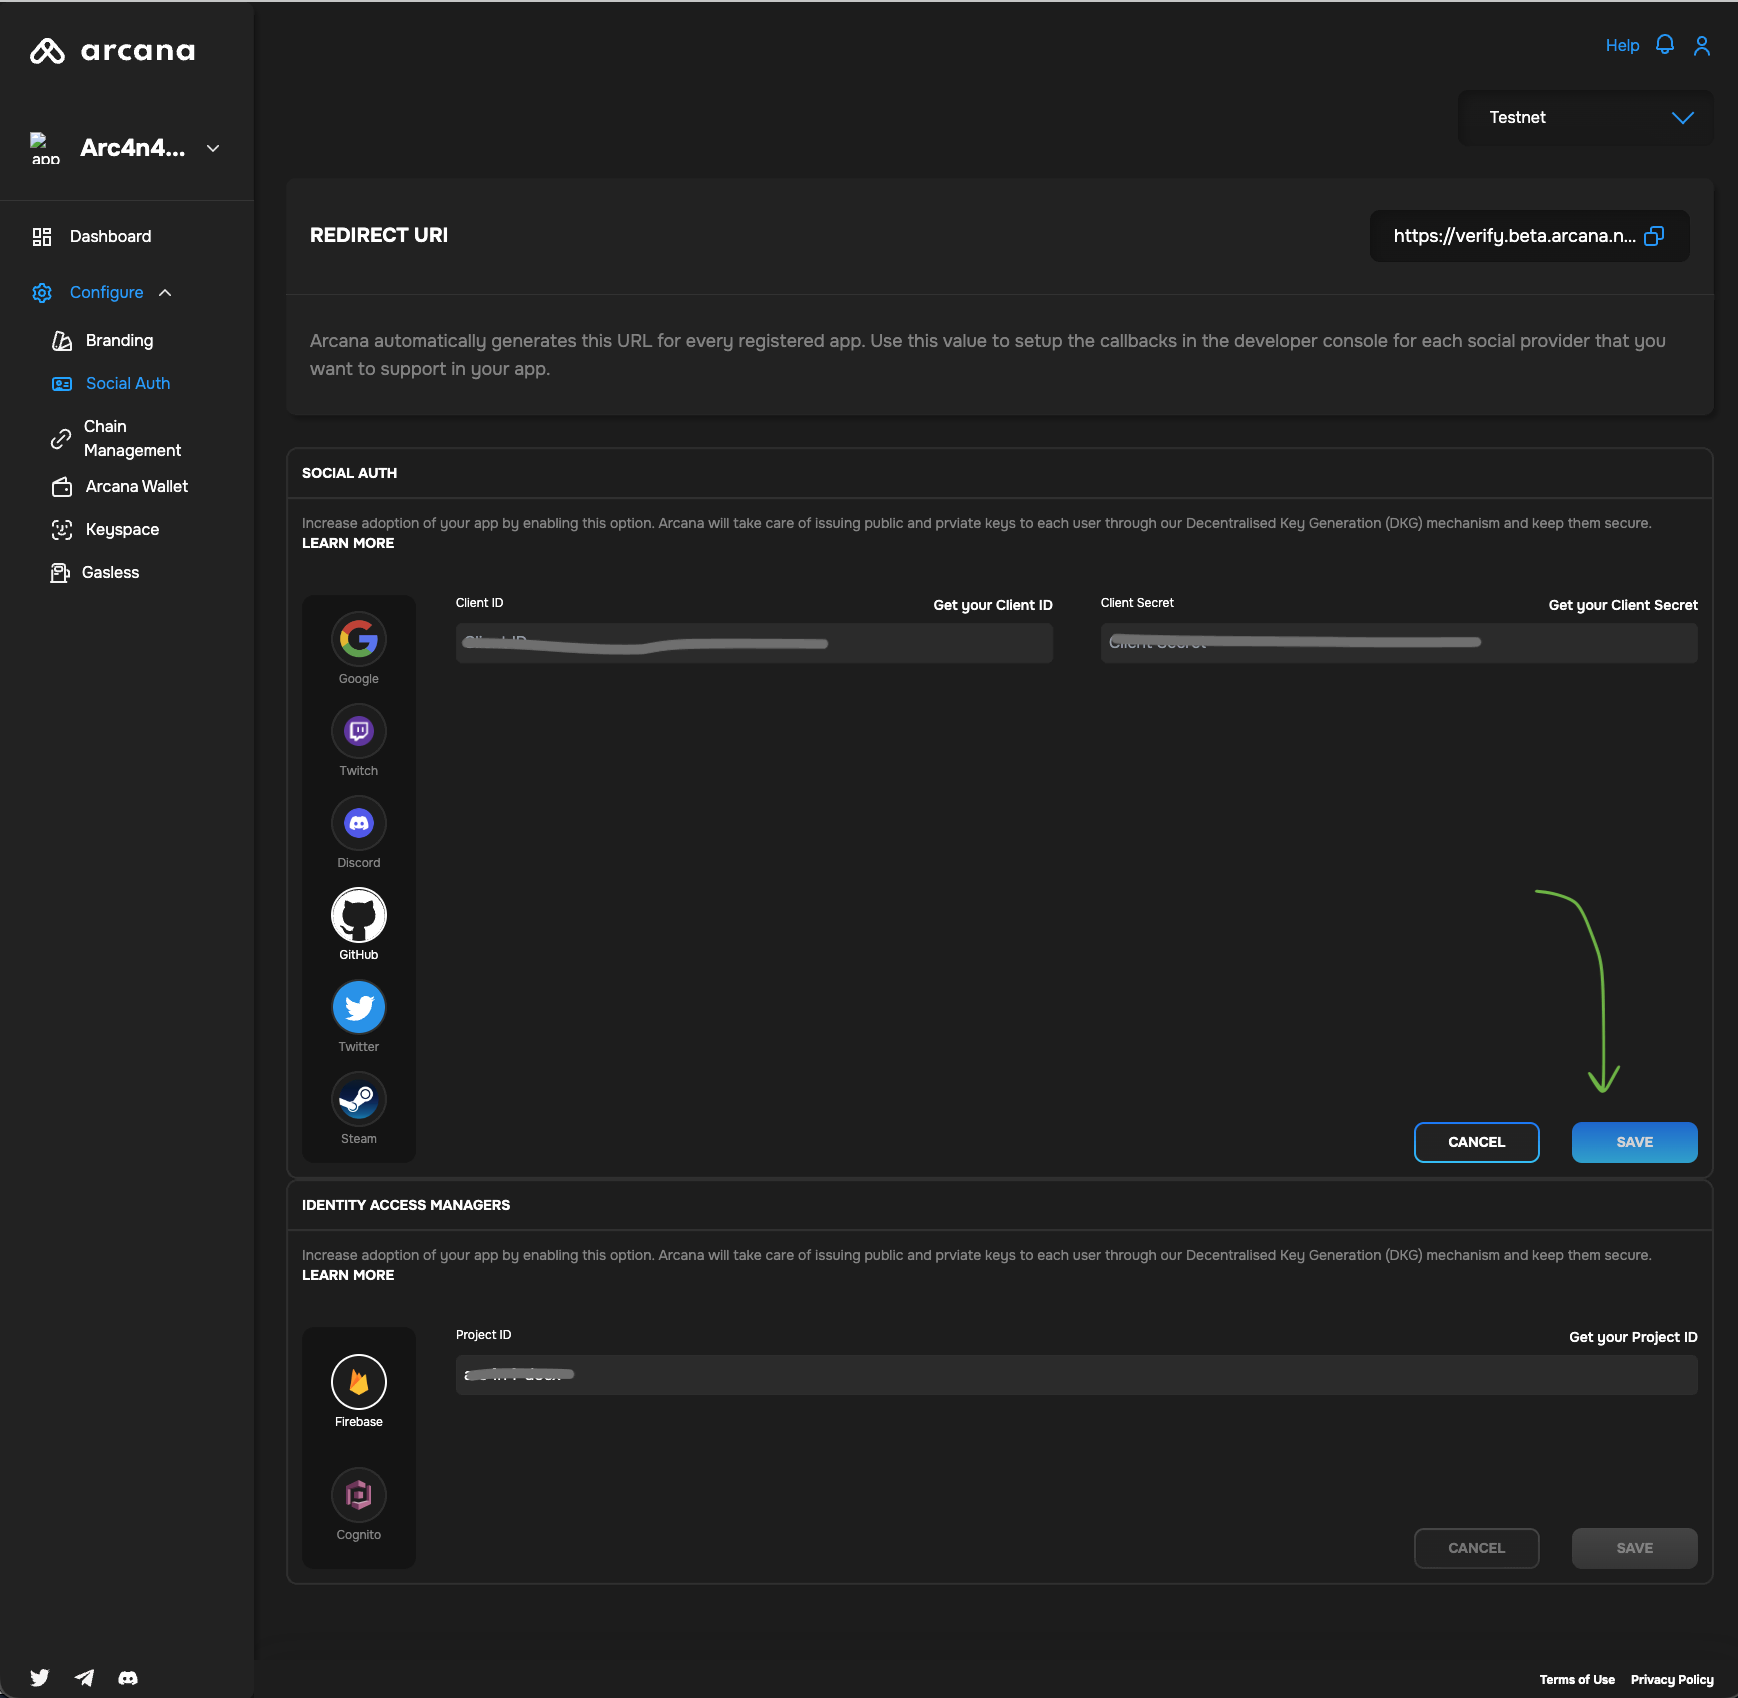 arcana
Help
app
Arc4n4...
Testnet
Dashboard
Configure
Branding
Social Auth
Chain
Management
Arcana Wallet
Keyspace
Gasless
REDIRECT URI
https://verify.beta.arcana.n...
Arcana automatically generates this URL for every registered app. Use this value to setup the callbacks in the developer console for each social provider that you
want to support in your app.
SOCIAL AUTH
Increase adoption of your app by enabling this option. Arcana will take care of issuing public and prviate keys to each user through our Decentralised Key Generation (DKG) mechanism and keep them secure.
LEARN MORE
Google
Twitch
Discord
GitHub
Twitter
Steam
Client ID
Get your Client ID
Client ID
Client Secret
Get your Client Secret
Client Secret
CANCEL
SAVE
IDENTITY ACCESS MANAGERS
Increase adoption of your app by enabling this option. Arcana will take care of issuing public and prviate keys to each user through our Decentralised Key Generation (DKG) mechanism and keep them secure.
LEARN MORE
Firebase
Cognito
Project ID
Get your Project ID
CANCEL
SAVE
Terms of Use
Privacy Policy